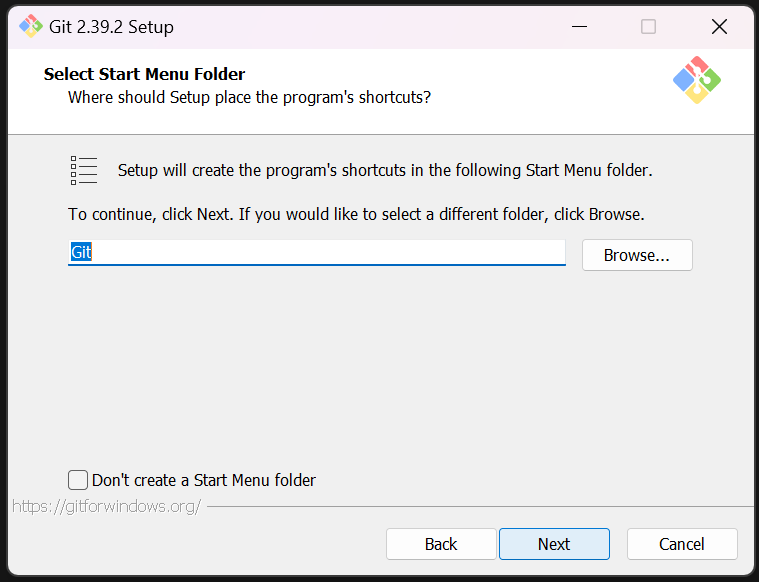 Git 2.39.2 Setup
Select Start Menu Folder
Where should Setup place the program's shortcuts?
Setup will create the program's shortcuts in the following Start Menu folder.
To continue, click Next. If you would like to select a different folder, click Browse.
Git
Browse...
Don't create a Start Menu folder
https://gitforwindows.org/
Back
Next
Cancel